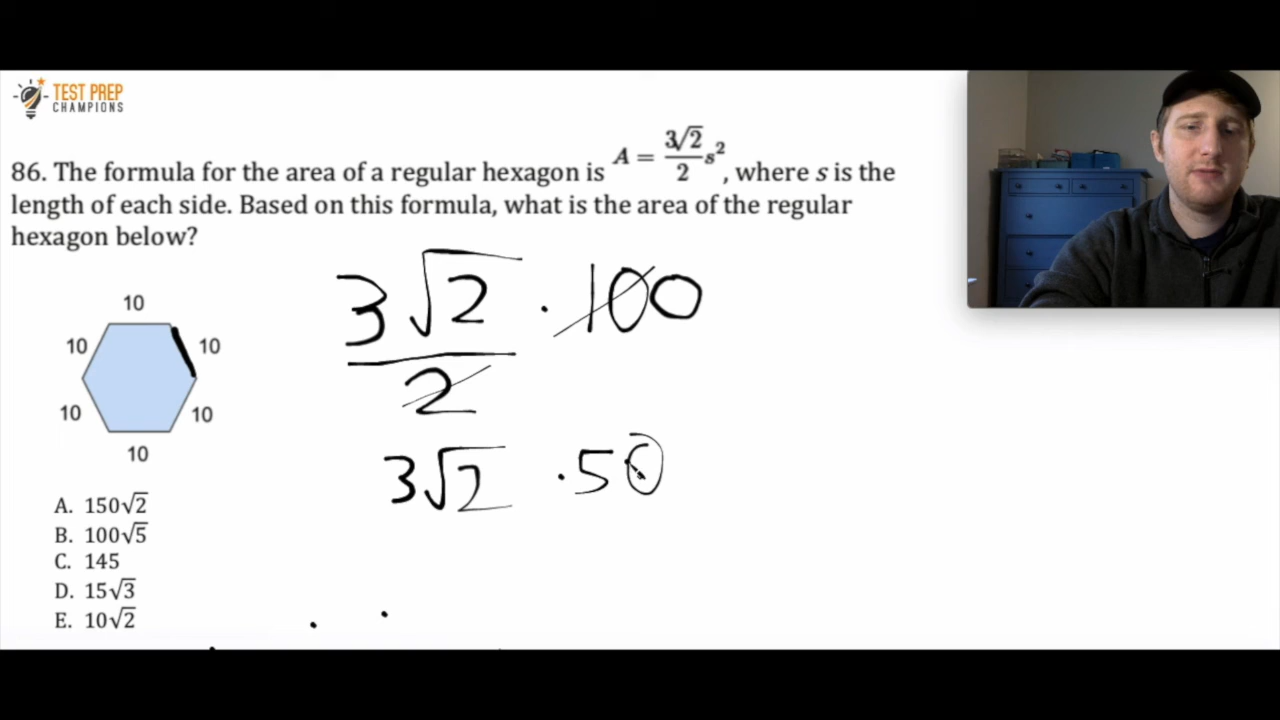 TEST PREP
CHAMPIONS
86. The formula for the area of a regular hexagon is A = 3√2/2 s², where s is the
length of each side. Based on this formula, what is the area of the regular
hexagon below?
3√2/2 · 100
10
10 10
10 10
10
3√2 · 50
A. 150√2
B. 100√5
C. 145
D. 15√3
E. 10√2